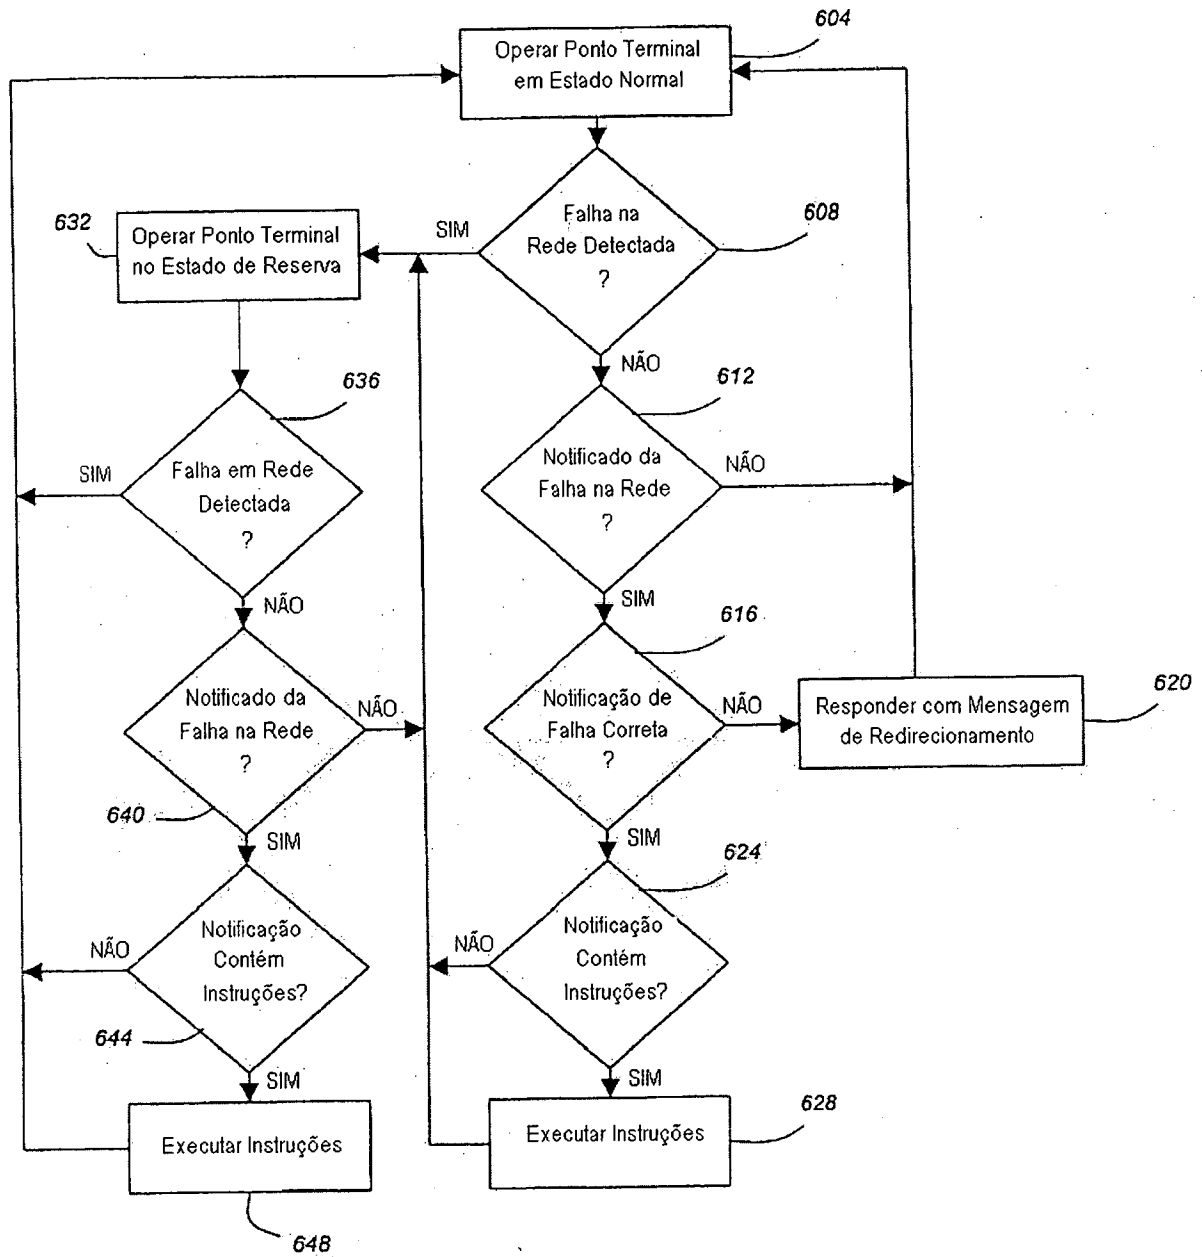 604
Operar Ponto Terminal
em Estado Normal
608
Falha na
Rede Detectada
?
SIM
NÃO
632
Operar Ponto Terminal
no Estado de Reserva
612
Notificado da
Falha na Rede
?
NÃO
SIM
636
Falha em Rede
Detectada
?
SIM
NÃO
616
Notificação de
Falha Correta
?
NÃO
SIM
620
Responder com Mensagem
de Redirecionamento
640
Notificado da
Falha na Rede
?
NÃO
SIM
624
Notificação
Contém
Instruções?
NÃO
SIM
644
Notificação
Contém
Instruções?
NÃO
SIM
628
Executar Instruções
Executar Instruções
648